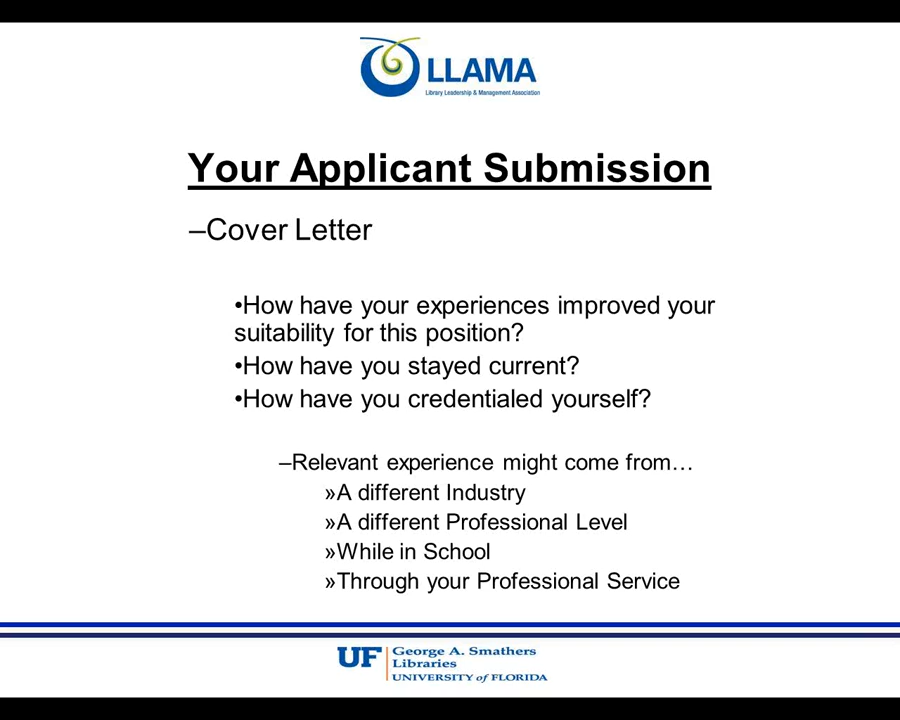 LLAMA
Library Leadership & Management Association
Your Applicant Submission
–Cover Letter
•How have your experiences improved your
suitability for this position?
•How have you stayed current?
•How have you credentialed yourself?
–Relevant experience might come from…
»A different Industry
»A different Professional Level
»While in School
»Through your Professional Service
UF George A. Smathers
Libraries
UNIVERSITY of FLORIDA